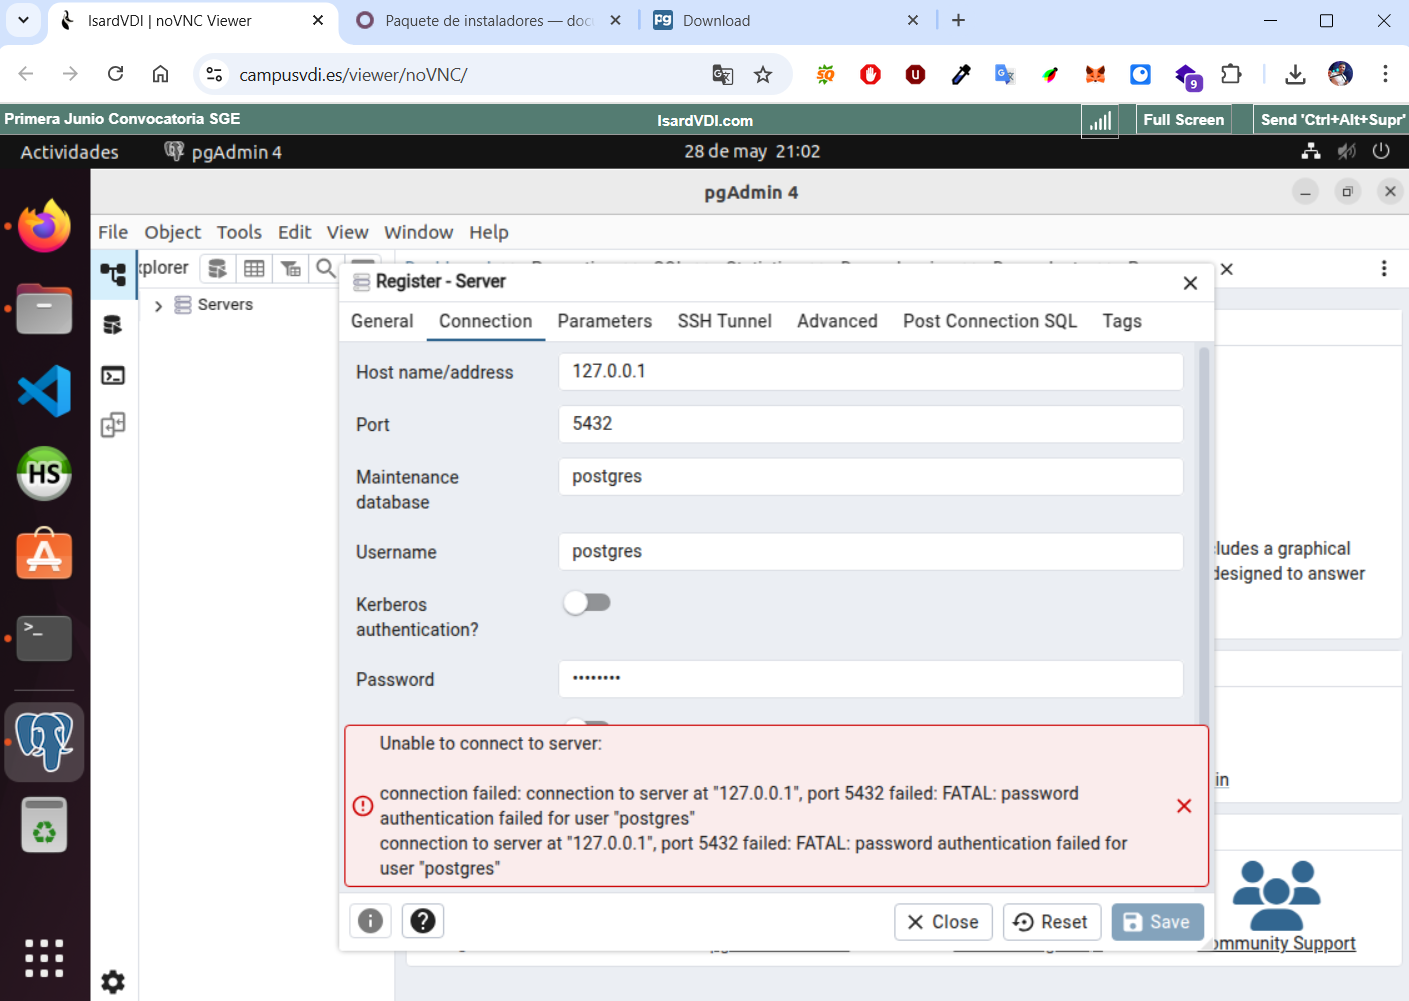 IsardVDI | noVNC Viewer
Paquete de instaladores — doc
Download
campusvdi.es/viewer/noVNC/
9
Primera Junio Convocatoria SGE
IsardVDI.com
Full Screen
Send 'Ctrl+Alt+Supr'
Actividades
pgAdmin 4
28 de may 21:02
pgAdmin 4
File
Object
Tools
Edit
View
Window
Help
plorer
Servers
Register - Server
General
Connection
Parameters
SSH Tunnel
Advanced
Post Connection SQL
Tags
Host name/address
127.0.0.1
Port
5432
Maintenance
database
postgres
Username
postgres
Kerberos
authentication?
Password
••••••••
ludes a graphical
designed to answer
Unable to connect to server:
connection failed: connection to server at "127.0.0.1", port 5432 failed: FATAL: password
authentication failed for user "postgres"
connection to server at "127.0.0.1", port 5432 failed: FATAL: password authentication failed for
user "postgres"
in
Close
Reset
Save
ommunity Support
HS